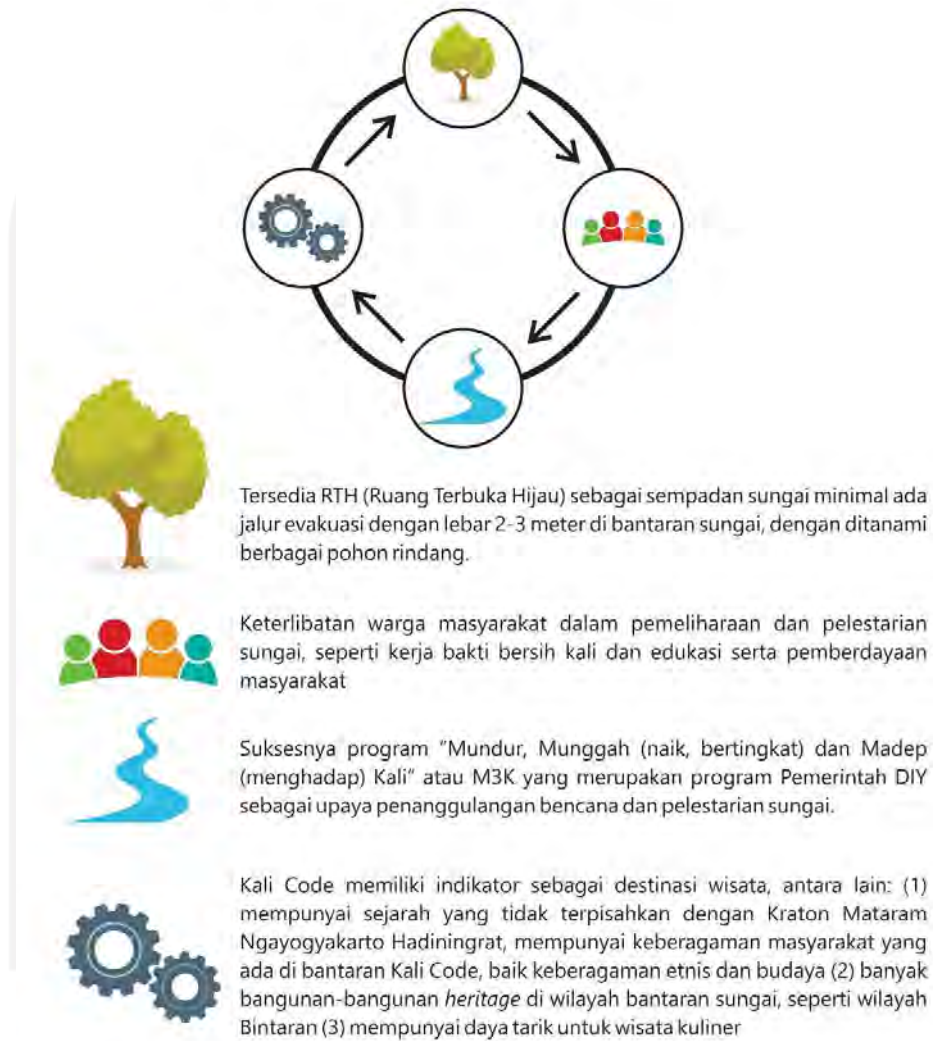 Tersedia RTH (Ruang Terbuka Hijau) sebagai sempadan sungai minimal ada
jalur evakuasi dengan lebar 2-3 meter di bantaran sungai, dengan ditanami
berbagai pohon rindang.
Keterlibatan warga masyarakat dalam pemeliharaan dan pelestarian
sungai, seperti kerja bakti bersih kali dan edukasi serta pemberdayaan
masyarakat
Suksesnya program "Mundur, Munggah (naik, bertingkat) dan Madep
(menghadap) Kali" atau M3K yang merupakan program Pemerintah DIY
sebagai upaya penanggulangan bencana dan pelestarian sungai.
Kali Code memiliki indikator sebagai destinasi wisata, antara lain: (1)
mempunyai sejarah yang tidak terpisahkan dengan Kraton Mataram
Ngayogyakarto Hadiningrat, mempunyai keberagaman masyarakat yang
ada di bantaran Kali Code, baik keberagaman etnis dan budaya (2) banyak
bangunan-bangunan heritage di wilayah bantaran sungai, seperti wilayah
Bintaran (3) mempunyai daya tarik untuk wisata kuliner